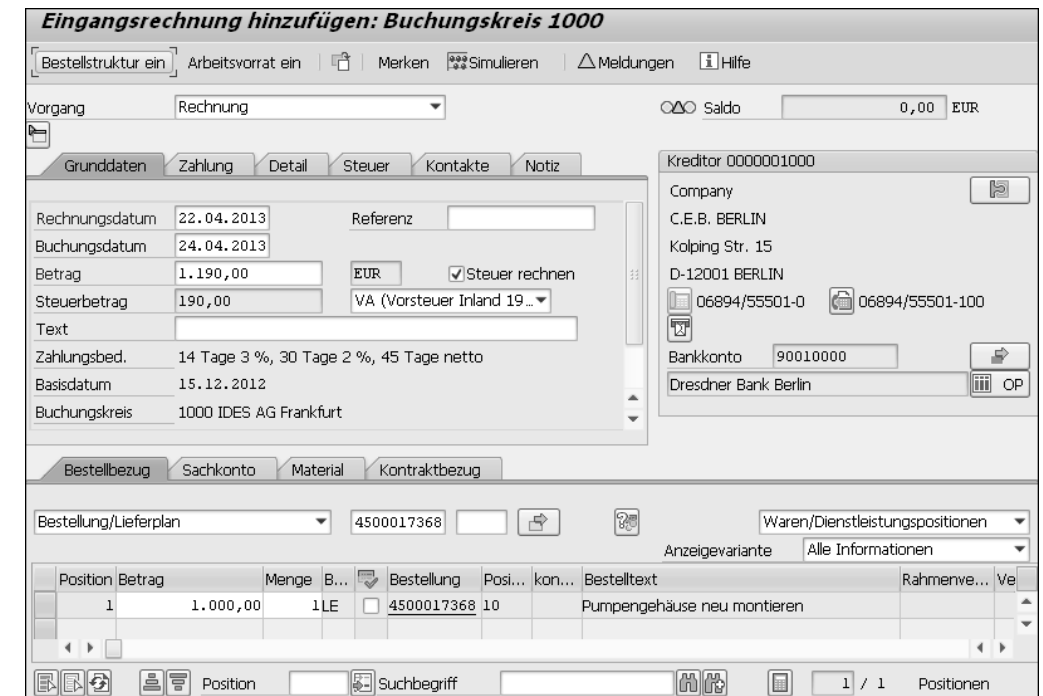 Eingangsrechnung hinzufügen: Buchungskreis 1000
Bestellstruktur ein Arbeitsvorrat ein Merken Simulieren Meldungen Hilfe
Vorgang Rechnung Saldo 0,00 EUR
Grunddaten Zahlung Detail Steuer Kontakte Notiz
Rechnungsdatum 22.04.2013 Referenz
Buchungsdatum 24.04.2013
Betrag 1.190,00 EUR Steuer rechnen
Steuerbetrag 190,00 VA (Vorsteuer Inland 19...
Text
Zahlungsbed. 14 Tage 3 %, 30 Tage 2 %, 45 Tage netto
Basisdatum 15.12.2012
Buchungskreis 1000 IDES AG Frankfurt
Kreditor 0000001000
Company
C.E.B. BERLIN
Kolping Str. 15
D-12001 BERLIN
06894/55501-0 06894/55501-100
Bankkonto 90010000
Dresdner Bank Berlin OP
Bestellbezug Sachkonto Material Kontraktbezug
Bestellung/Lieferplan 4500017368 Waren/Dienstleistungspositionen
Anzeigevariante Alle Informationen
Position Betrag Menge B... Bestellung Posi... kon... Bestelltext Rahmenve... Ve
1 1.000,00 1 LE 4500017368 10 Pumpengehäuse neu montieren
Position Suchbegriff 1 / 1 Positionen